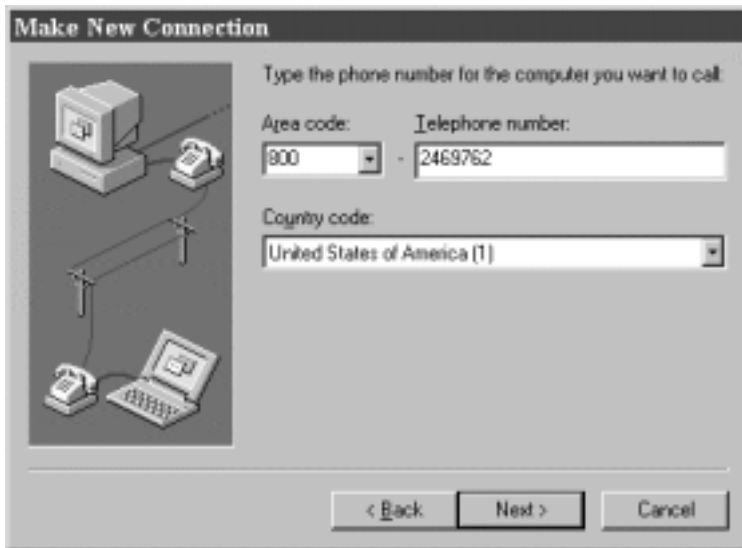 Make New Connection
Type the phone number for the computer you want to call:
Area code: Telephone number:
800 - 2469762
Country code:
United States of America (1)
< Back Next > Cancel